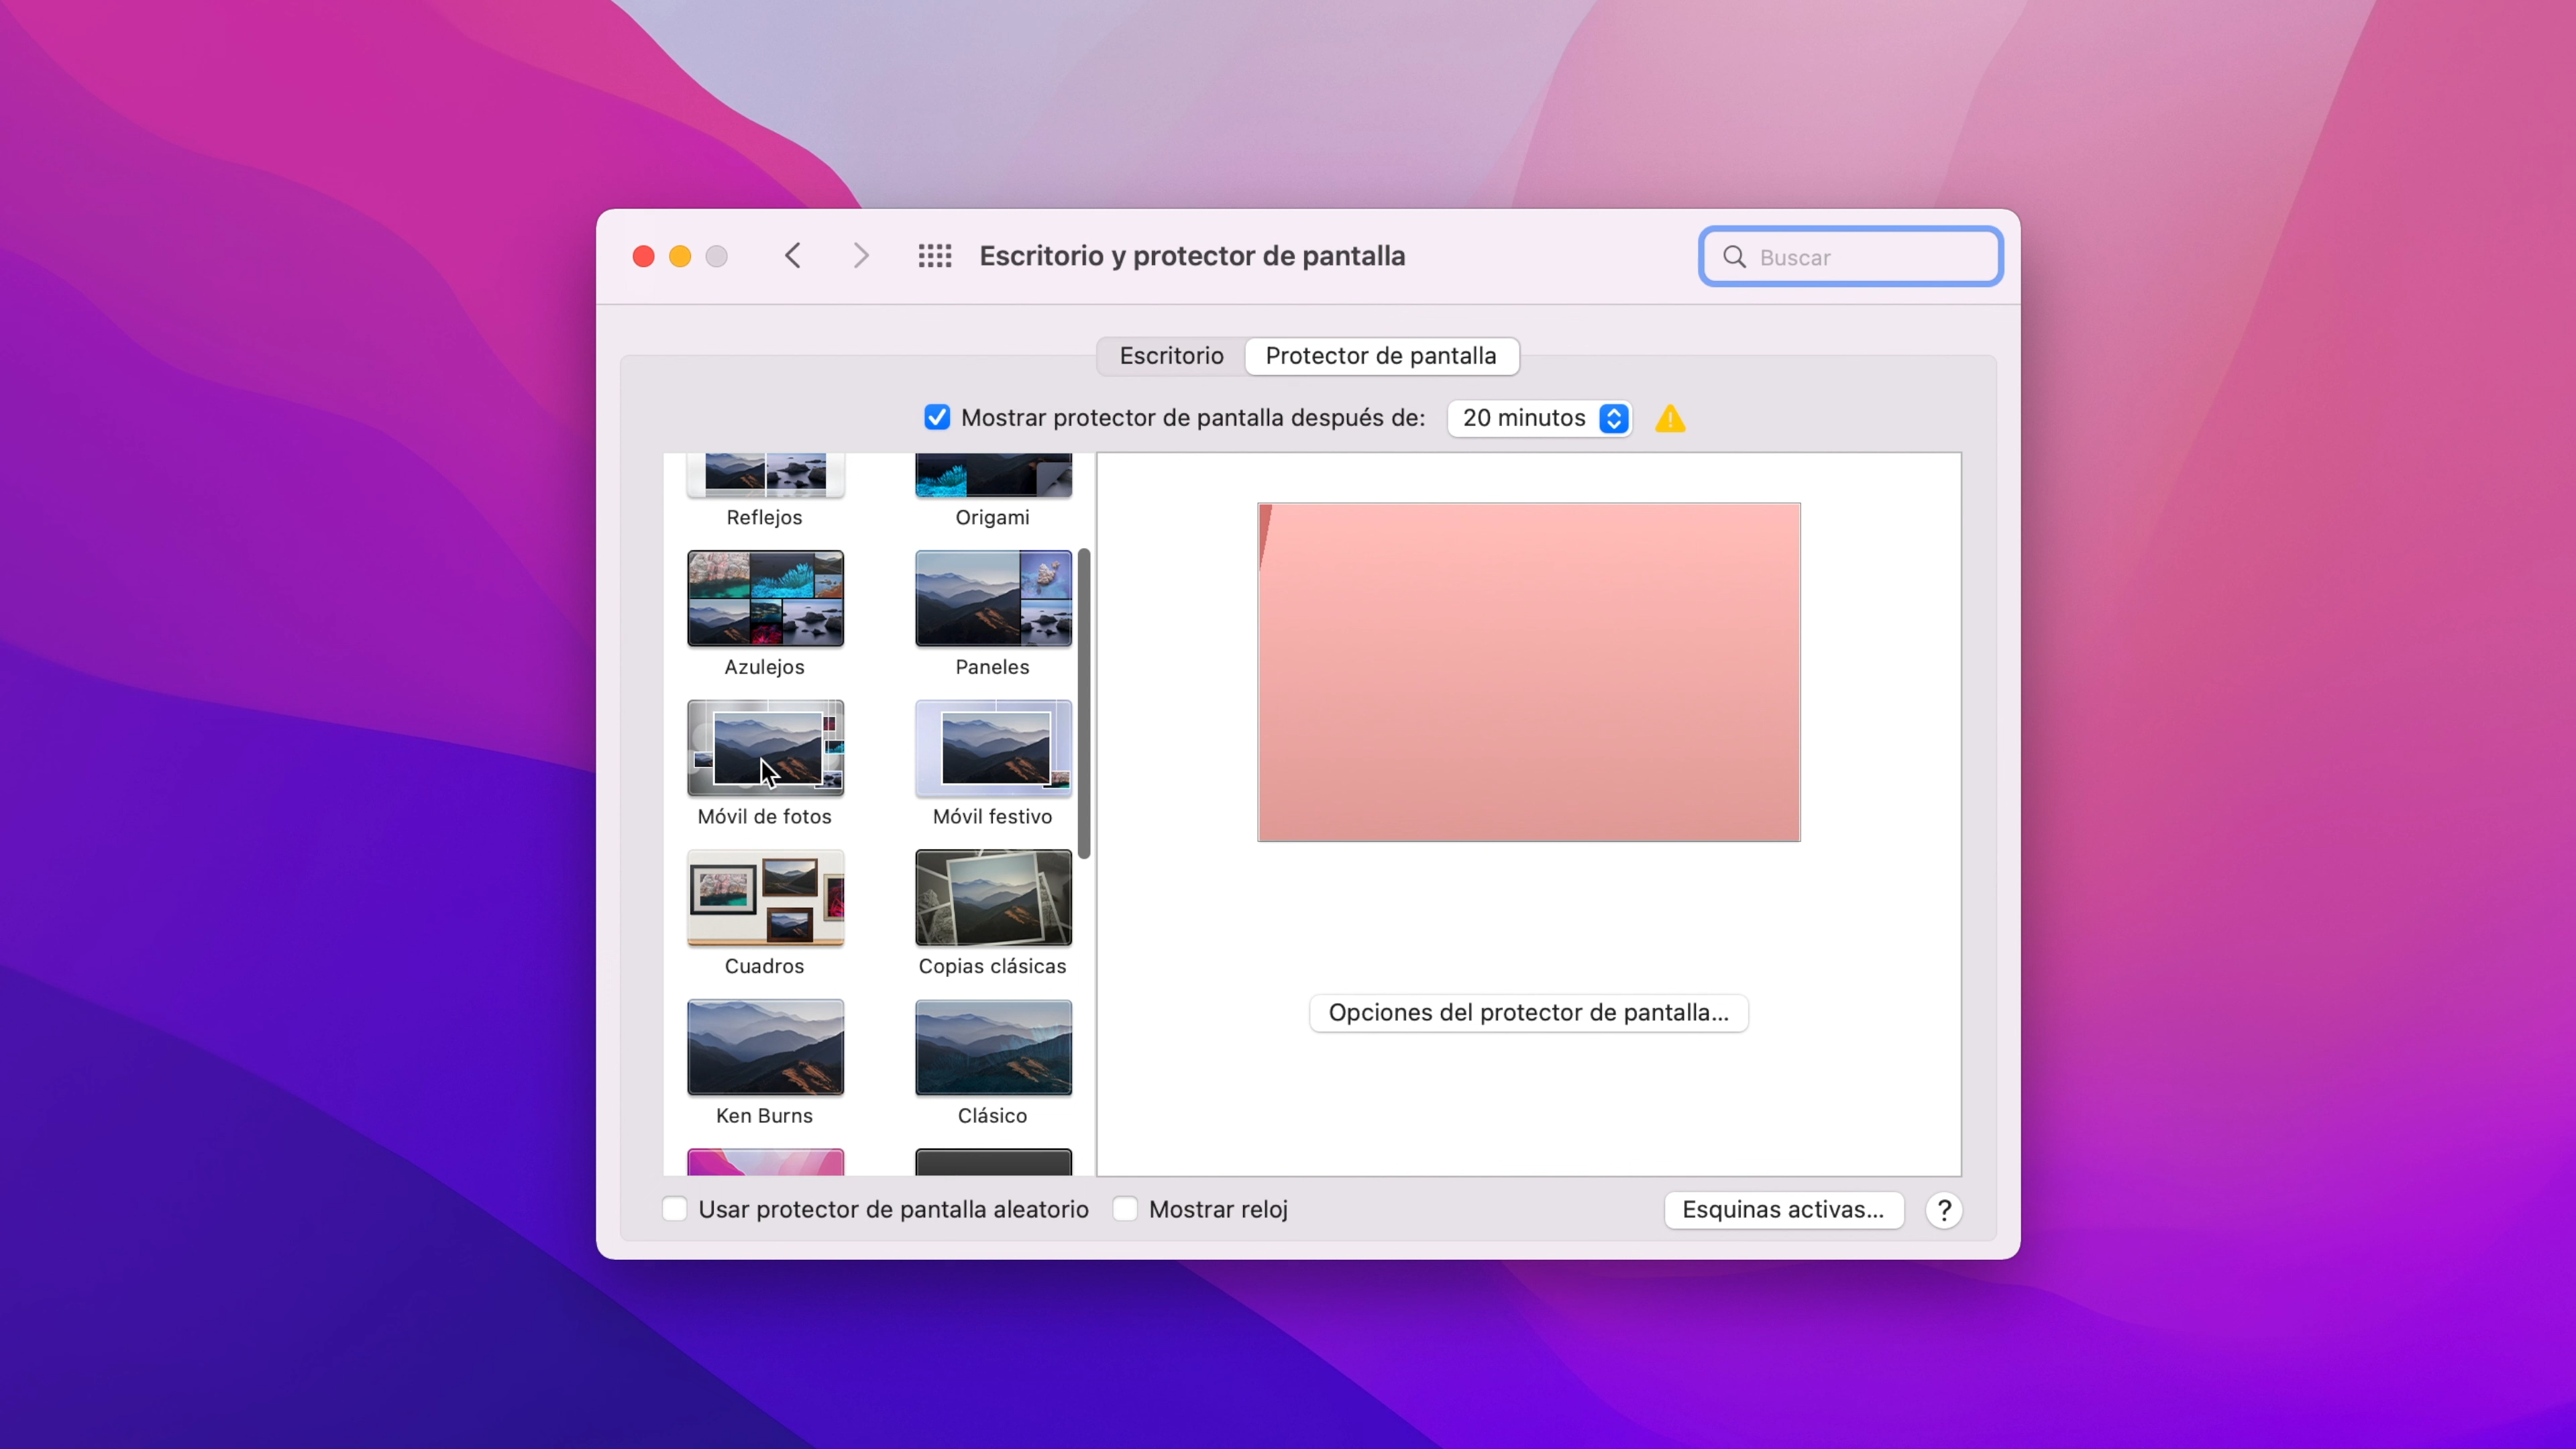 Escritorio y protector de pantalla
Buscar
Escritorio
Protector de pantalla
Mostrar protector de pantalla después de:
20 minutos
Reflejos
Origami
Azulejos
Paneles
Móvil de fotos
Móvil festivo
Cuadros
Copias clásicas
Ken Burns
Clásico
Opciones del protector de pantalla...
Usar protector de pantalla aleatorio
Mostrar reloj
Esquinas activas...
?